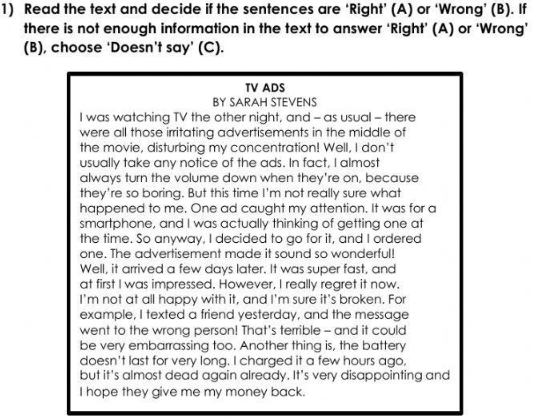 1) Read the text and decide if the sentences are ‘Right’ (A) or ‘Wrong’ (B). If
there is not enough information in the text to answer ‘Right’ (A) or ‘Wrong’
(B), choose ‘Doesn’t say’ (C).
TV ADS
BY SARAH STEVENS
I was watching TV the other night, and – as usual – there
were all those irritating advertisements in the middle of
the movie, disturbing my concentration! Well, I don’t
usually take any notice of the ads. In fact, I almost
always turn the volume down when they’re on, because
they’re so boring. But this time I’m not really sure what
happened to me. One ad caught my attention. It was for a
smartphone, and I was actually thinking of getting one at
the time. So anyway, I decided to go for it, and I ordered
one. The advertisement made it sound so wonderful!
Well, it arrived a few days later. It was super fast, and
at first I was impressed. However, I really regret it now.
I’m not at all happy with it, and I’m sure it’s broken. For
example, I texted a friend yesterday, and the message
went to the wrong person! That’s terrible – and it could
be very embarrassing too. Another thing is, the battery
doesn’t last for very long. I charged it a few hours ago,
but it’s almost dead again already. It’s very disappointing and
I hope they give me my money back.